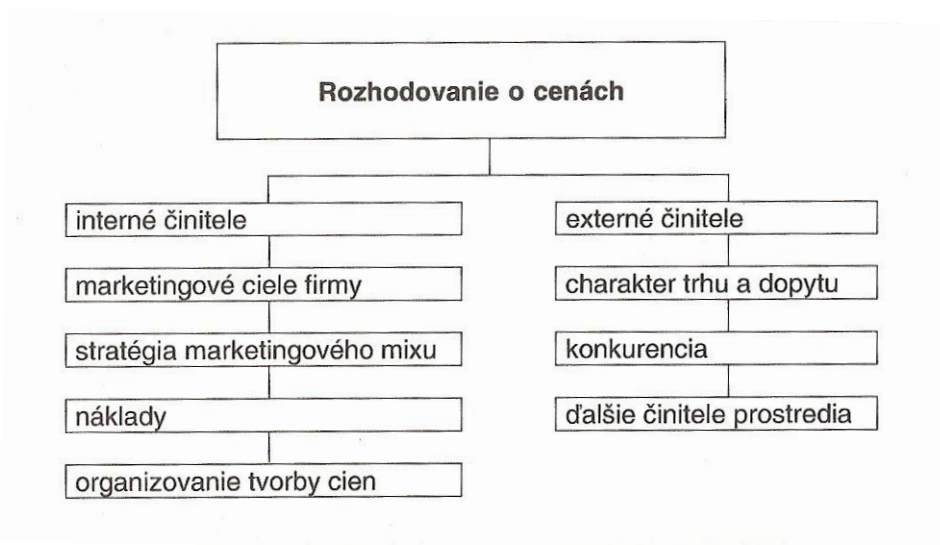 Rozhodovanie o cenách
interné činitele
marketingové ciele firmy
stratégia marketingového mixu
náklady
organizovanie tvorby cien
externé činitele
charakter trhu a dopytu
konkurencia
ďalšie činitele prostredia